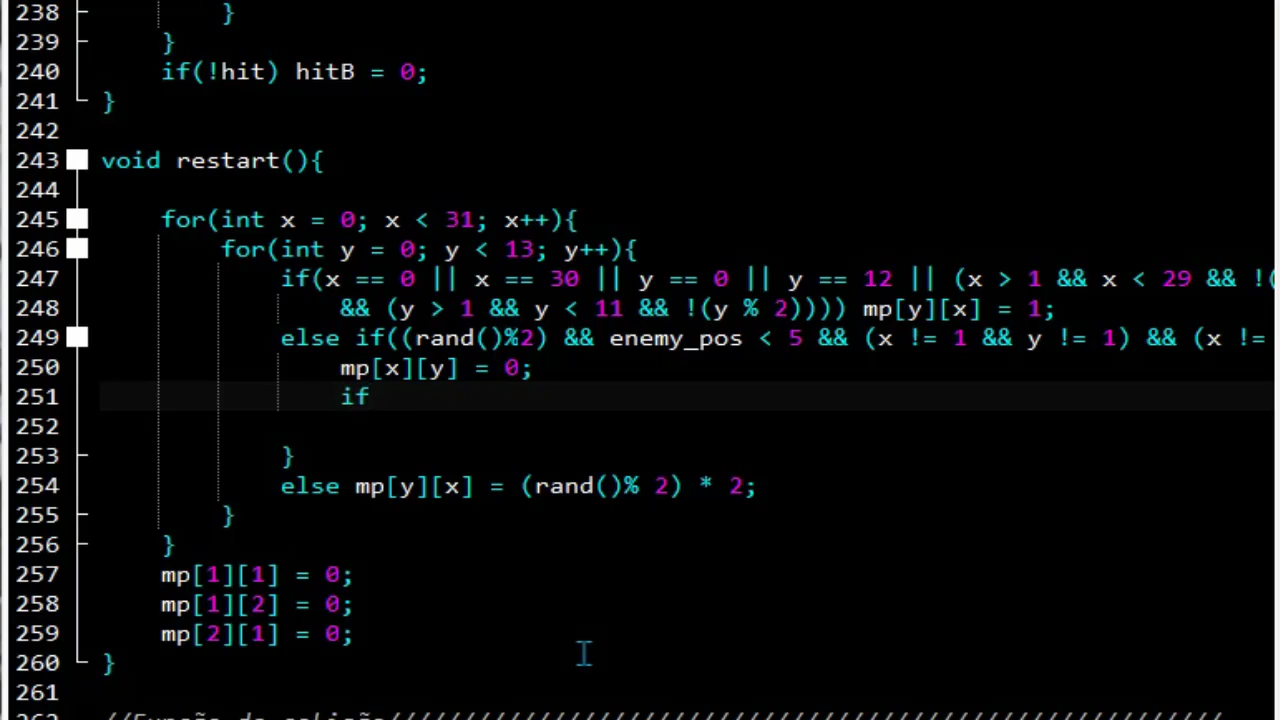 238 }
239 }
240 if(!hit) hitB = 0;
241 }
242
243 void restart(){
244
245 for(int x = 0; x < 31; x++){
246 for(int y = 0; y < 13; y++){
247 if(x == 0 || x == 30 || y == 0 || y == 12 || (x > 1 && x < 29 && !(
248 && (y > 1 && y < 11 && !(y % 2)))) mp[y][x] = 1;
249 else if((rand()%2) && enemy_pos < 5 && (x != 1 && y != 1) && (x !=
250 mp[x][y] = 0;
251 if
252
253 }
254 else mp[y][x] = (rand()% 2) * 2;
255 }
256 }
257 mp[1][1] = 0;
258 mp[1][2] = 0;
259 mp[2][1] = 0;
260 }
261